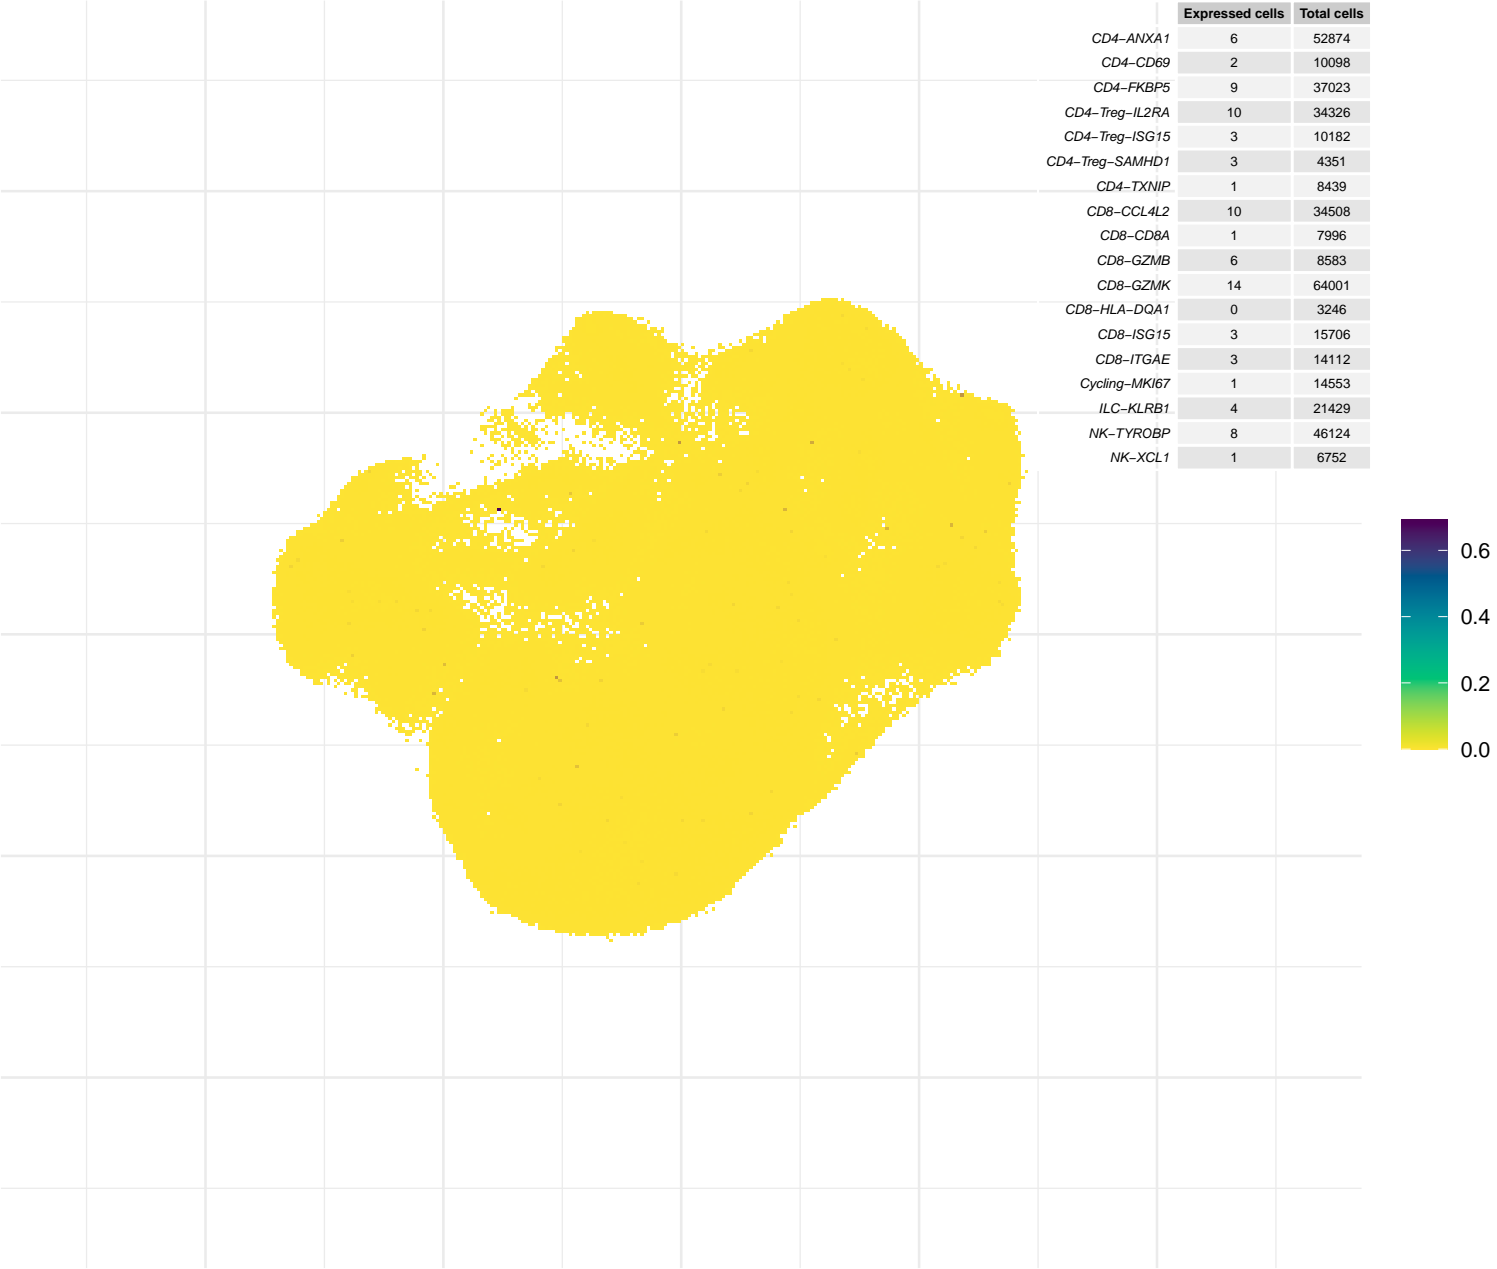 Expressed cells Total cells
CD4−ANXA1 6 52874
CD4−CD69 2 10098
CD4−FKBP5 9 37023
CD4−Treg−IL2RA 10 34326
CD4−Treg−ISG15 3 10182
CD4−Treg−SAMHD1 3 4351
CD4−TXNIP 1 8439
CD8−CCL4L2 10 34508
CD8−CD8A 1 7996
CD8−GZMB 6 8583
CD8−GZMK 14 64001
CD8−HLA−DQA1 0 3246
CD8−ISG15 3 15706
CD8−ITGAE 3 14112
Cycling−MKI67 1 14553
ILC−KLRB1 4 21429
NK−TYROBP 8 46124
NK−XCL1 1 6752
0.6
0.4
0.2
0.0